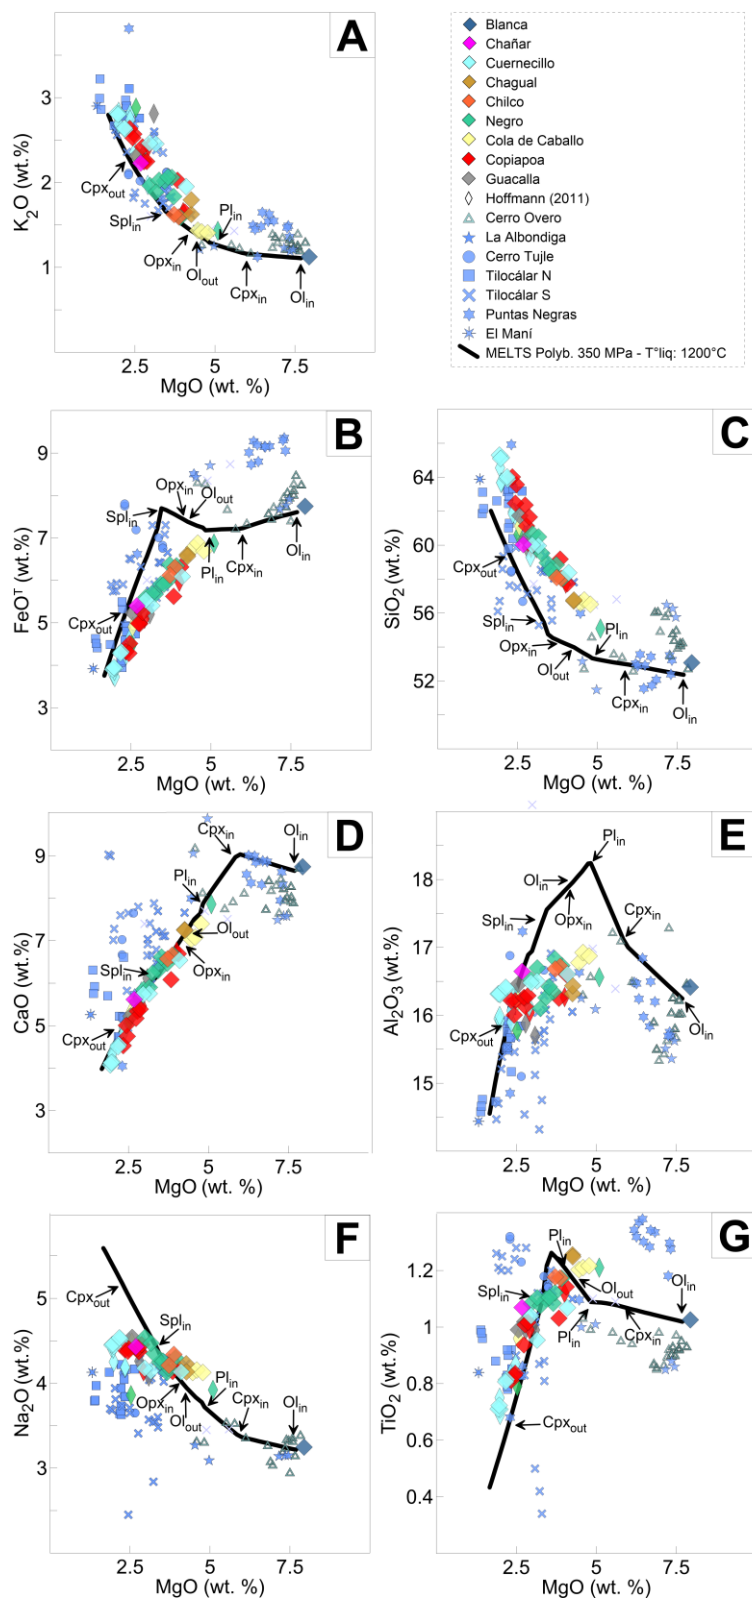 A
3
2
1
K2O (wt.%)
Cpxout
Splin
Opxin
Olout
Plin
Cpxin
Olin
2.5 5 7.5
MgO (wt. %)
Blanca
Chañar
Cuernecillo
Chagual
Chilco
Negro
Cola de Caballo
Copiapoa
Guacalla
Hoffmann (2011)
Cerro Overo
La Albondiga
Cerro Tujle
Tilocálar N
Tilocálar S
Puntas Negras
El Maní
MELTS Polyb. 350 MPa - T°liq: 1200°C
B
9
7
5
3
FeOT (wt.%)
Opxin
Olout
Splin
Plin
Cpxin
Olin
Cpxout
2.5 5 7.5
MgO (wt. %)
C
64
60
56
52
SiO2 (wt.%)
Cpxout
Splin
Opxin
Olout
Plin
Cpxin
Olin
2.5 5 7.5
MgO (wt. %)
D
9
7
5
3
CaO (wt.%)
Cpxin
Olin
Plin
Olout
Opxin
Splin
Cpxout
2.5 5 7.5
MgO (wt. %)
E
18
17
16
15
Al2O3 (wt.%)
Plin
Olin
Opxin
Splin
Cpxin
Olin
Cpxout
2.5 5 7.5
MgO (wt. %)
F
5
4
3
Na2O (wt.%)
Cpxout
Splin
Plin
Opxin
Olout
Cpxin
Olin
2.5 5 7.5
MgO (wt. %)
G
1.2
1
0.8
0.6
0.4
TiO2 (wt.%)
Plin
Splin
Olout
Olin
Plin
Cpxin
Cpxout
2.5 5 7.5
MgO (wt. %)